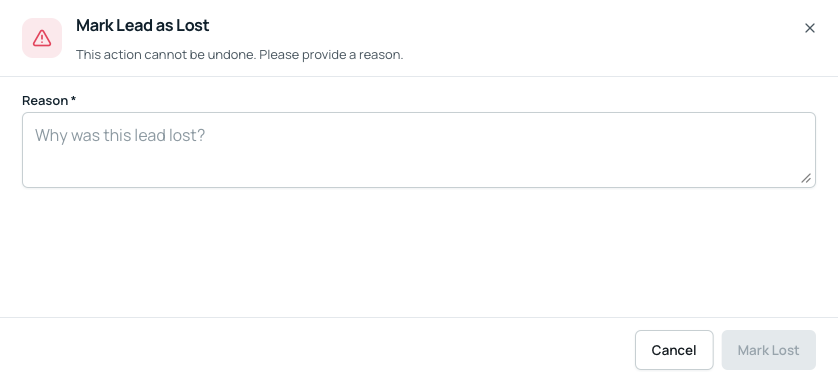 Mark Lead as Lost
This action cannot be undone. Please provide a reason.
Reason *
Why was this lead lost?
Cancel
Mark Lost